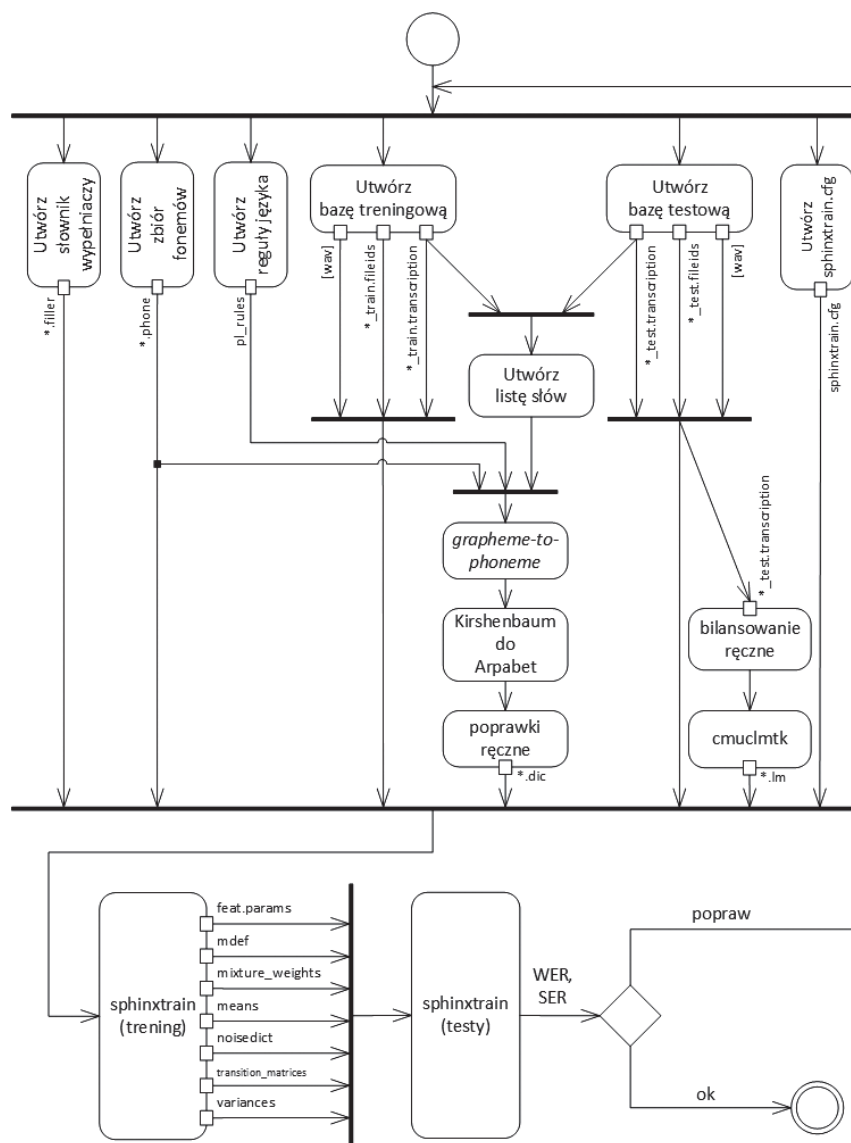 Utwórz
słownik
wypełniaczy
*.filler
Utwórz
zbiór
fonemów
*.phone
Utwórz
reguły języka
pl_rules
Utwórz
bazę treningową
[wav]
*_train.fileids
*_train.transcription
Utwórz
bazę testową
*_test.transcription
*_test.fileids
[wav]
Utwórz
sphinxtrain.cfg
sphinxtrain.cfg
Utwórz
listę słów
grapheme-to-
phoneme
Kirshenbaum
do
Arpabet
poprawki
ręczne
*.dic
*_test.transcription
bilansowanie
ręczne
cmuclmtk
*.lm
sphinxtrain
(trening)
feat.params
mdef
mixture_weights
means
noisedict
transition_matrices
variances
sphinxtrain
(testy)
WER,
SER
popraw
ok